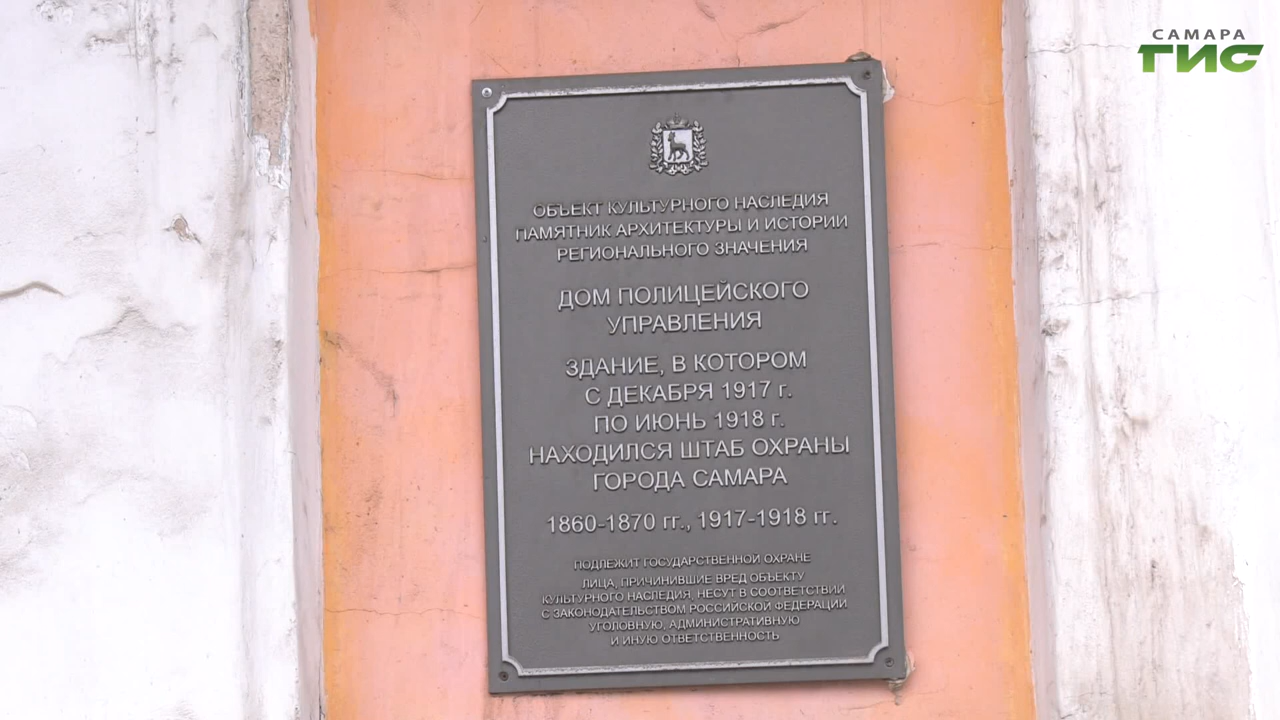 САМАРА
ГИС
ОБЪЕКТ КУЛЬТУРНОГО НАСЛЕДИЯ
ПАМЯТНИК АРХИТЕКТУРЫ И ИСТОРИИ
РЕГИОНАЛЬНОГО ЗНАЧЕНИЯ
ДОМ ПОЛИЦЕЙСКОГО
УПРАВЛЕНИЯ
ЗДАНИЕ, В КОТОРОМ
С ДЕКАБРЯ 1917 г.
ПО ИЮНЬ 1918 г.
НАХОДИЛСЯ ШТАБ ОХРАНЫ
ГОРОДА САМАРА
1860-1870 гг., 1917-1918 гг.
ПОДЛЕЖИТ ГОСУДАРСТВЕННОЙ ОХРАНЕ
ЛИЦА, ПРИЧИНИВШИЕ ВРЕД ОБЪЕКТУ
КУЛЬТУРНОГО НАСЛЕДИЯ, НЕСУТ В СООТВЕТСТВИИ
С ЗАКОНОДАТЕЛЬСТВОМ РОССИЙСКОЙ ФЕДЕРАЦИИ
УГОЛОВНУЮ, АДМИНИСТРАТИВНУЮ
И ИНУЮ ОТВЕТСТВЕННОСТЬ